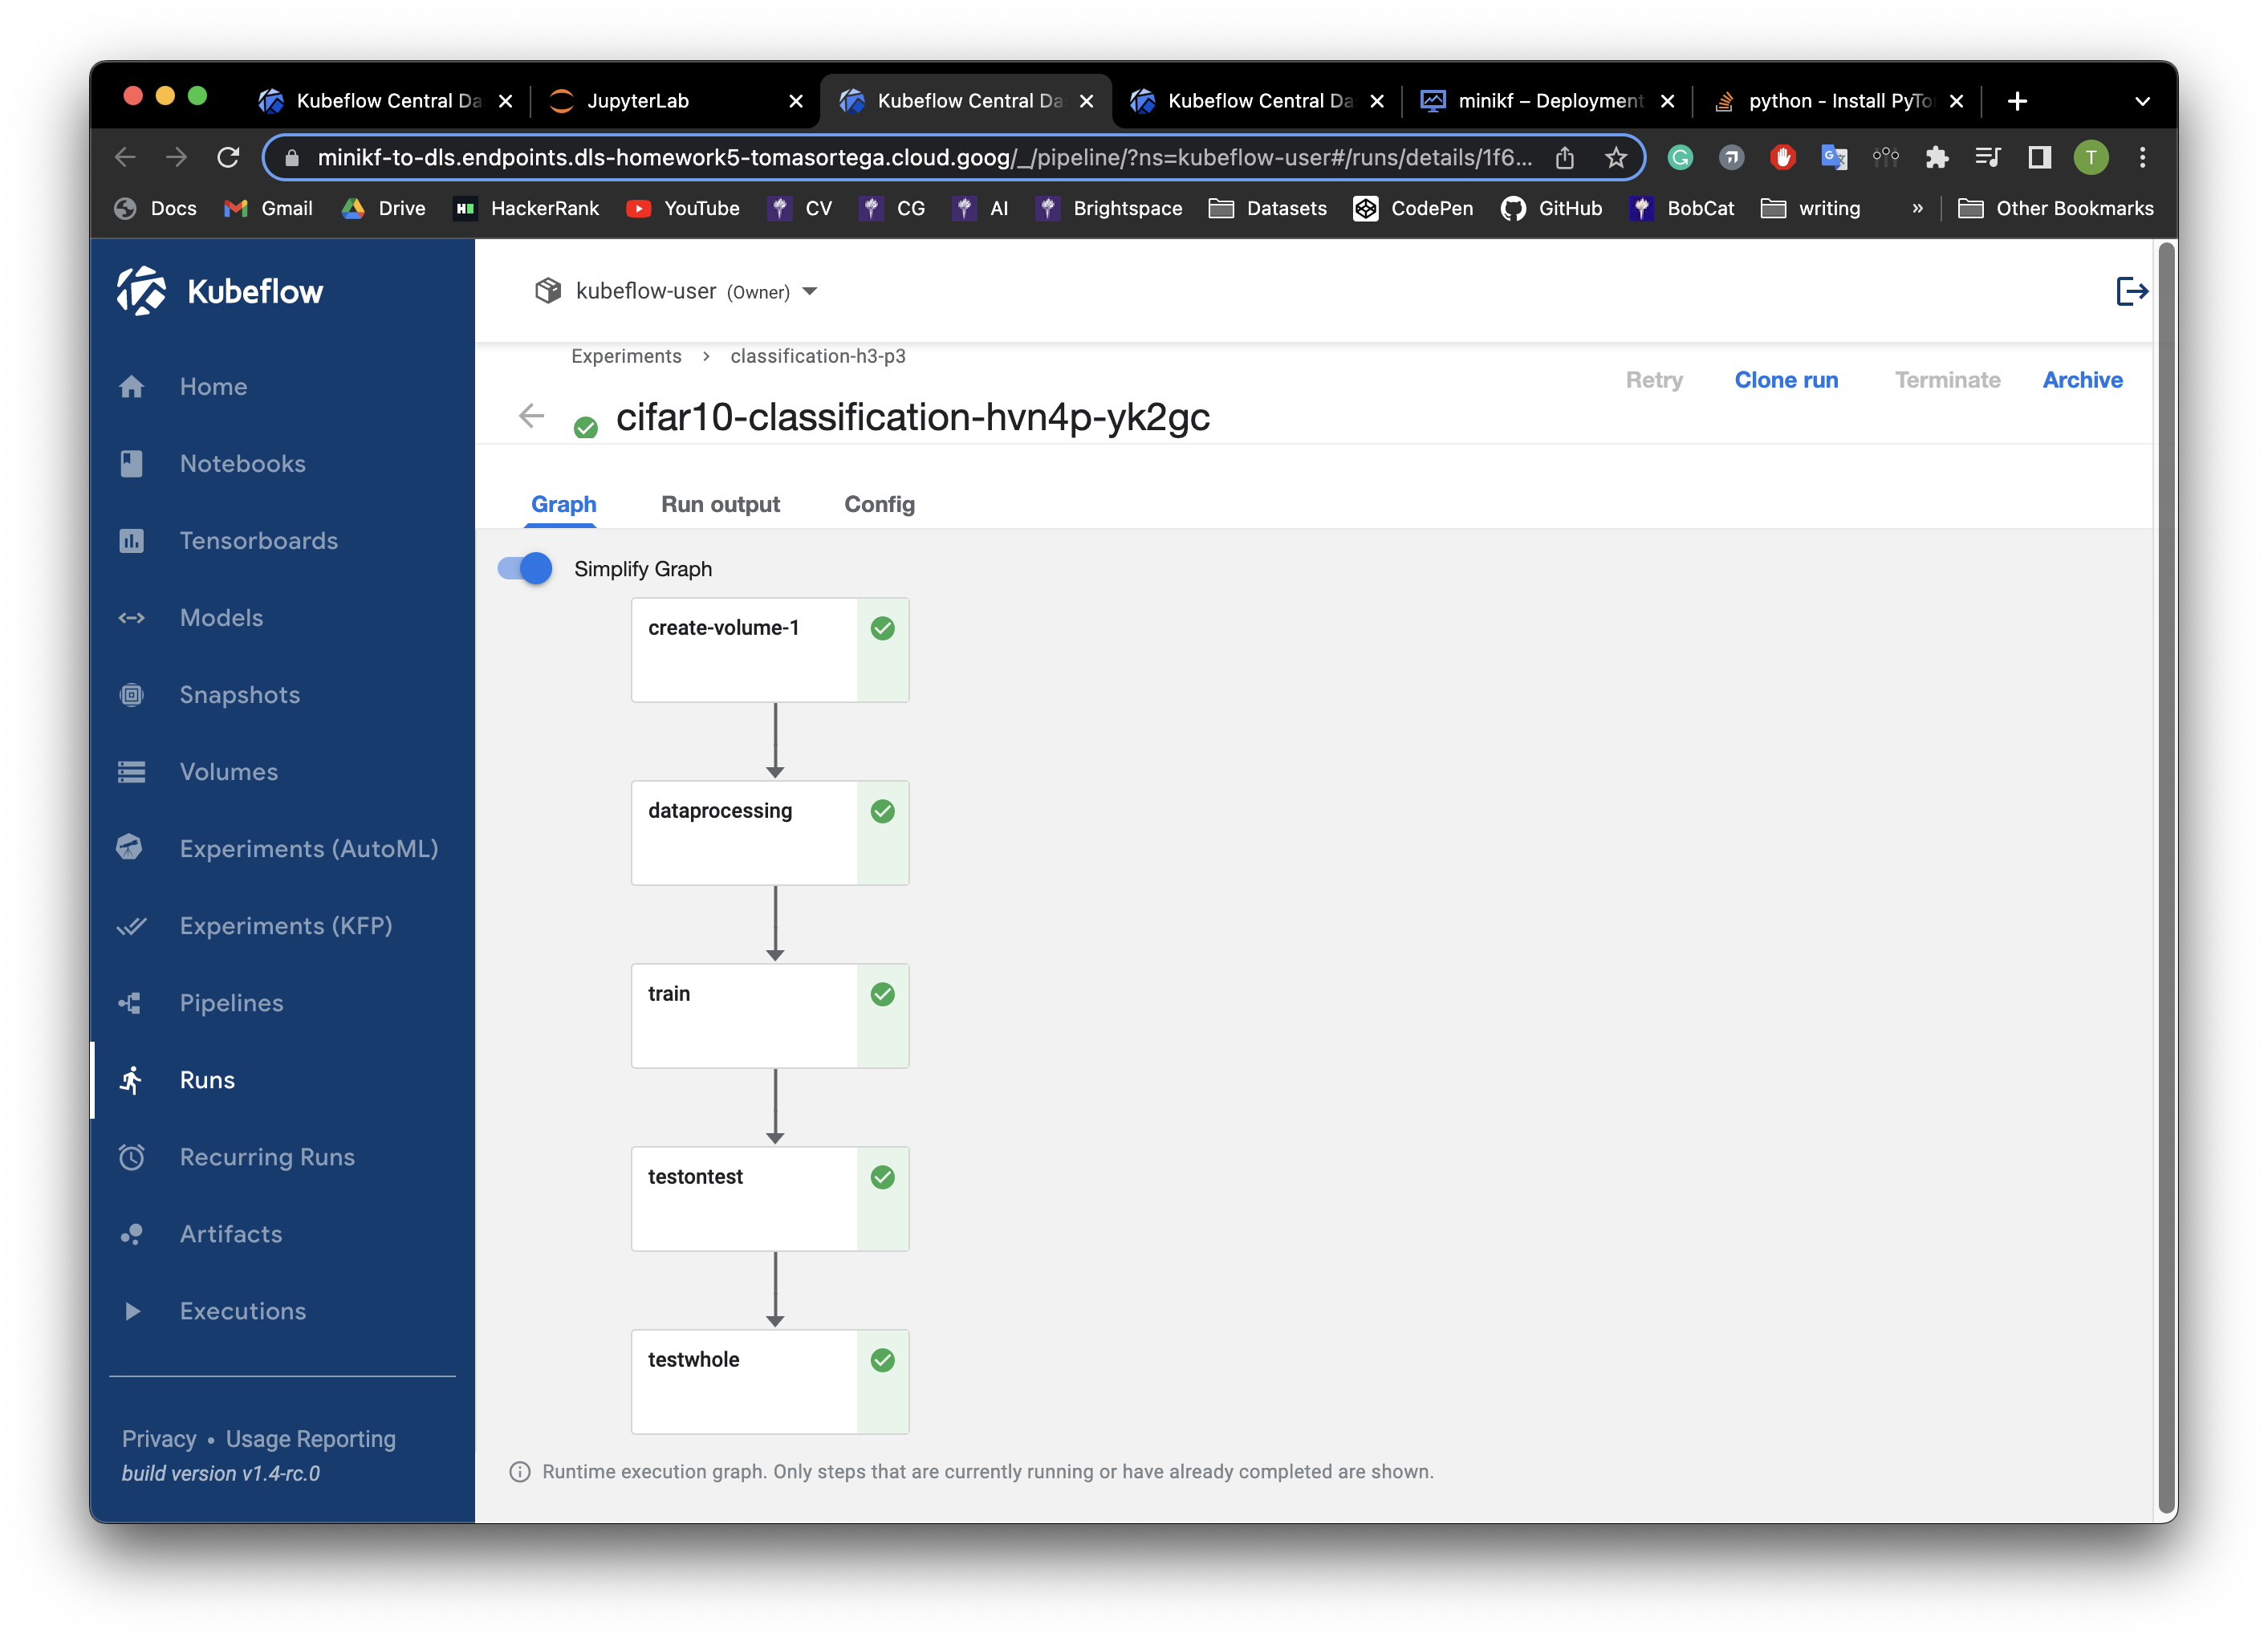 Kubeflow Central Da
JupyterLab
Kubeflow Central Da
Kubeflow Central Da
minikf – Deployment
python - Install PyTo
minikf-to-dls.endpoints.dls-homework5-tomasortega.cloud.goog/_/pipeline/?ns=kubeflow-user#/runs/details/1f6...
T
Docs
Gmail
Drive
HackerRank
YouTube
CV
CG
AI
Brightspace
Datasets
CodePen
GitHub
BobCat
writing
»
Other Bookmarks
Kubeflow
Home
Notebooks
Tensorboards
Models
Snapshots
Volumes
Experiments (AutoML)
Experiments (KFP)
Pipelines
Runs
Recurring Runs
Artifacts
Executions
Privacy • Usage Reporting
build version v1.4-rc.0
kubeflow-user (Owner)
Experiments > classification-h3-p3
cifar10-classification-hvn4p-yk2gc
Retry
Clone run
Terminate
Archive
Graph
Run output
Config
Simplify Graph
create-volume-1
dataprocessing
train
testontest
testwhole
Runtime execution graph. Only steps that are currently running or have already completed are shown.